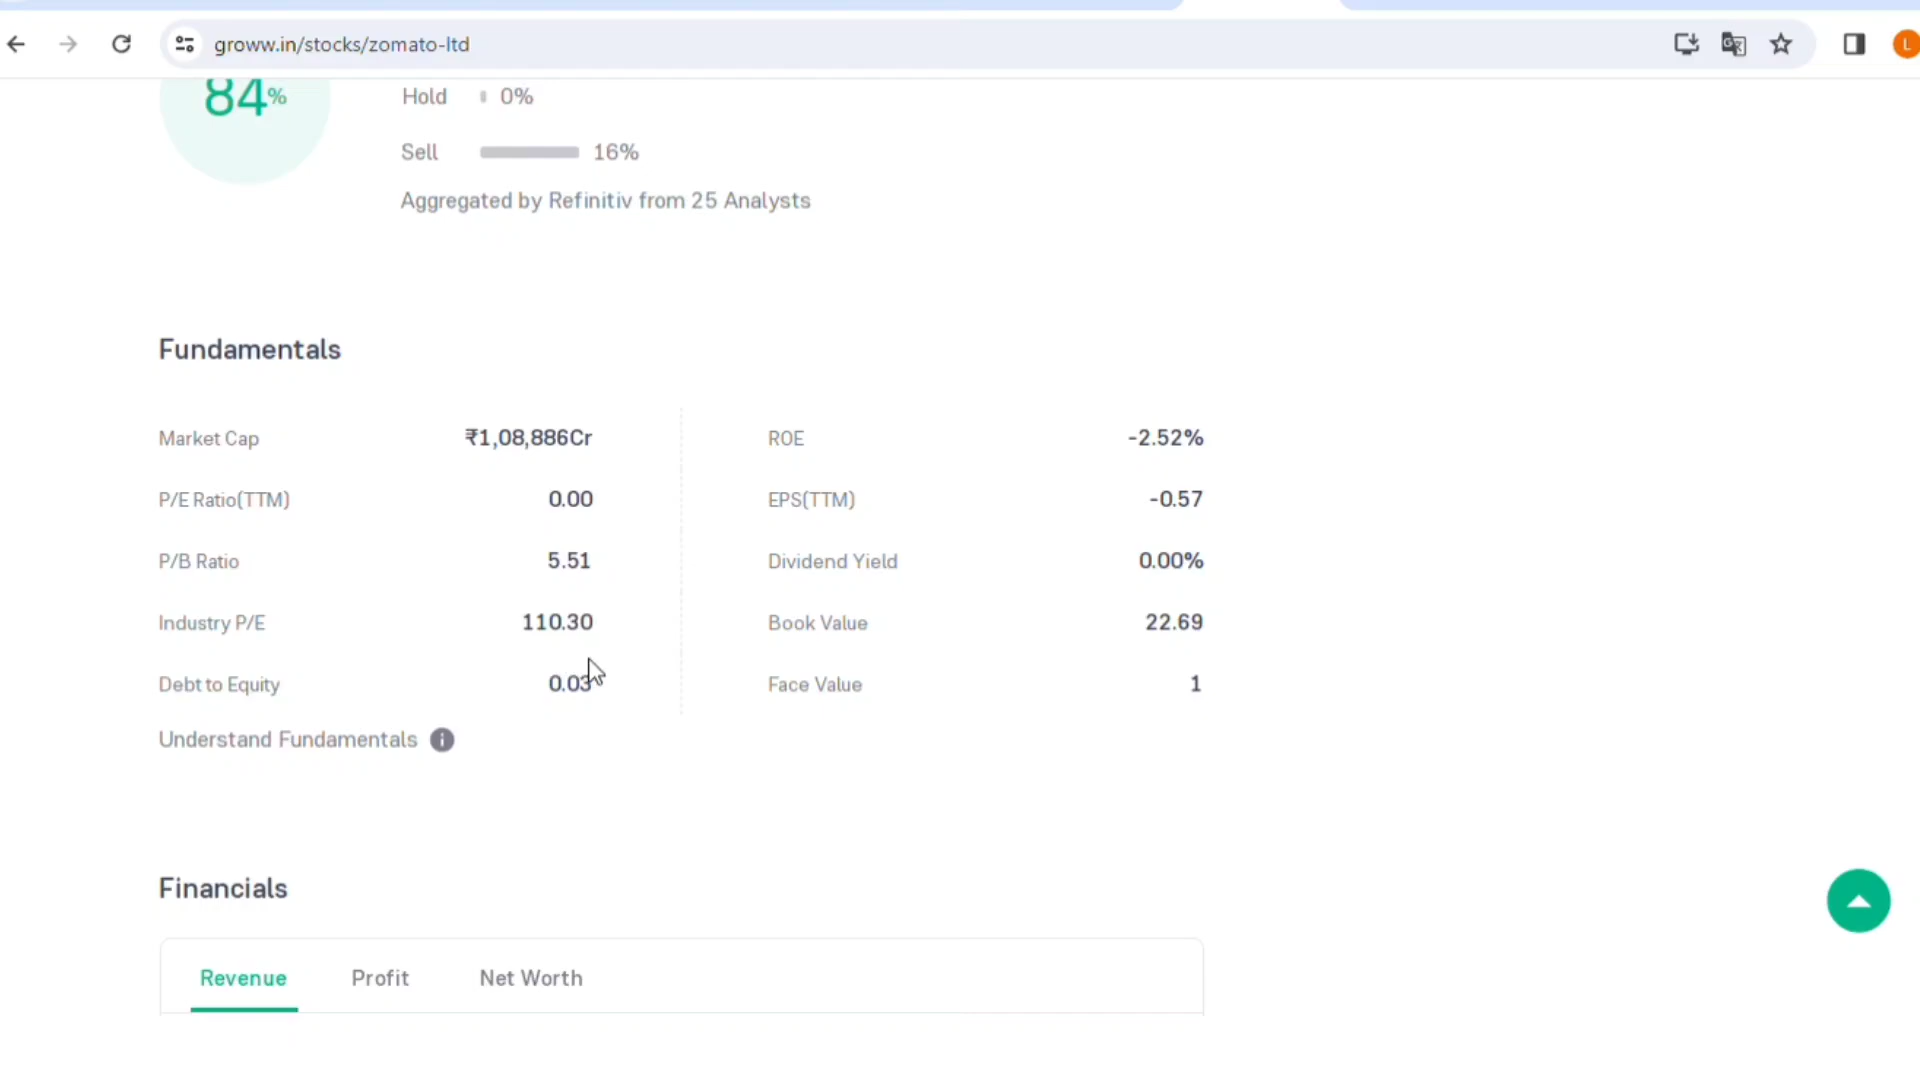 groww.in/stocks/zomato-ltd
L
84%
Hold 0%
Sell 16%
Aggregated by Refinitiv from 25 Analysts
Fundamentals
Market Cap ₹1,08,886Cr ROE -2.52%
P/E Ratio(TTM) 0.00 EPS(TTM) -0.57
P/B Ratio 5.51 Dividend Yield 0.00%
Industry P/E 110.30 Book Value 22.69
Debt to Equity 0.03 Face Value 1
Understand Fundamentals i
Financials
Revenue Profit Net Worth